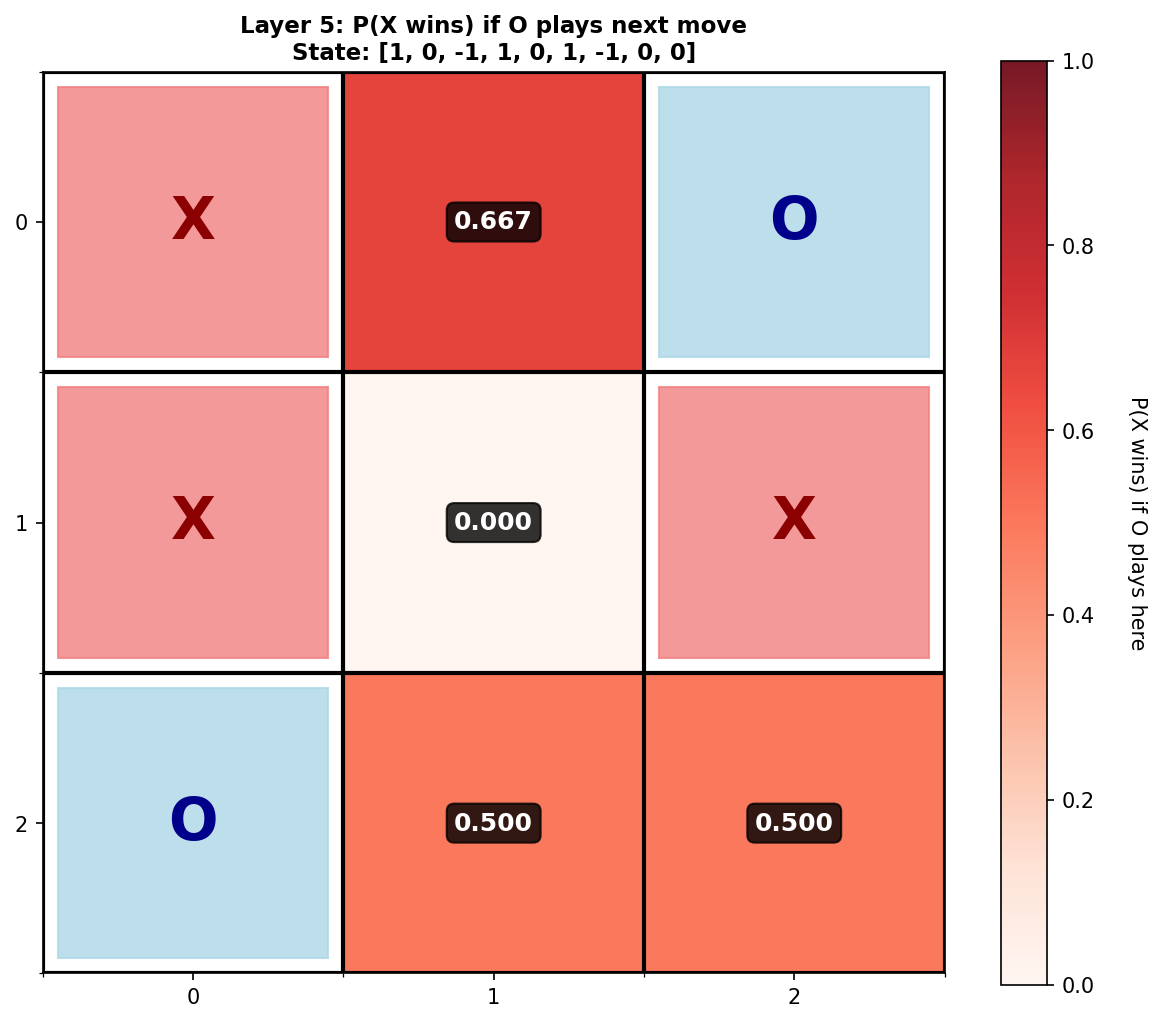 Layer 5: P(X wins) if O plays next move
State: [1, 0, -1, 1, 0, 1, -1, 0, 0]
X
0.667
O
X
0.000
X
O
0.500
0.500
0
1
2
0
1
2
1.0
0.8
0.6
0.4
0.2
0.0
P(X wins) if O plays here